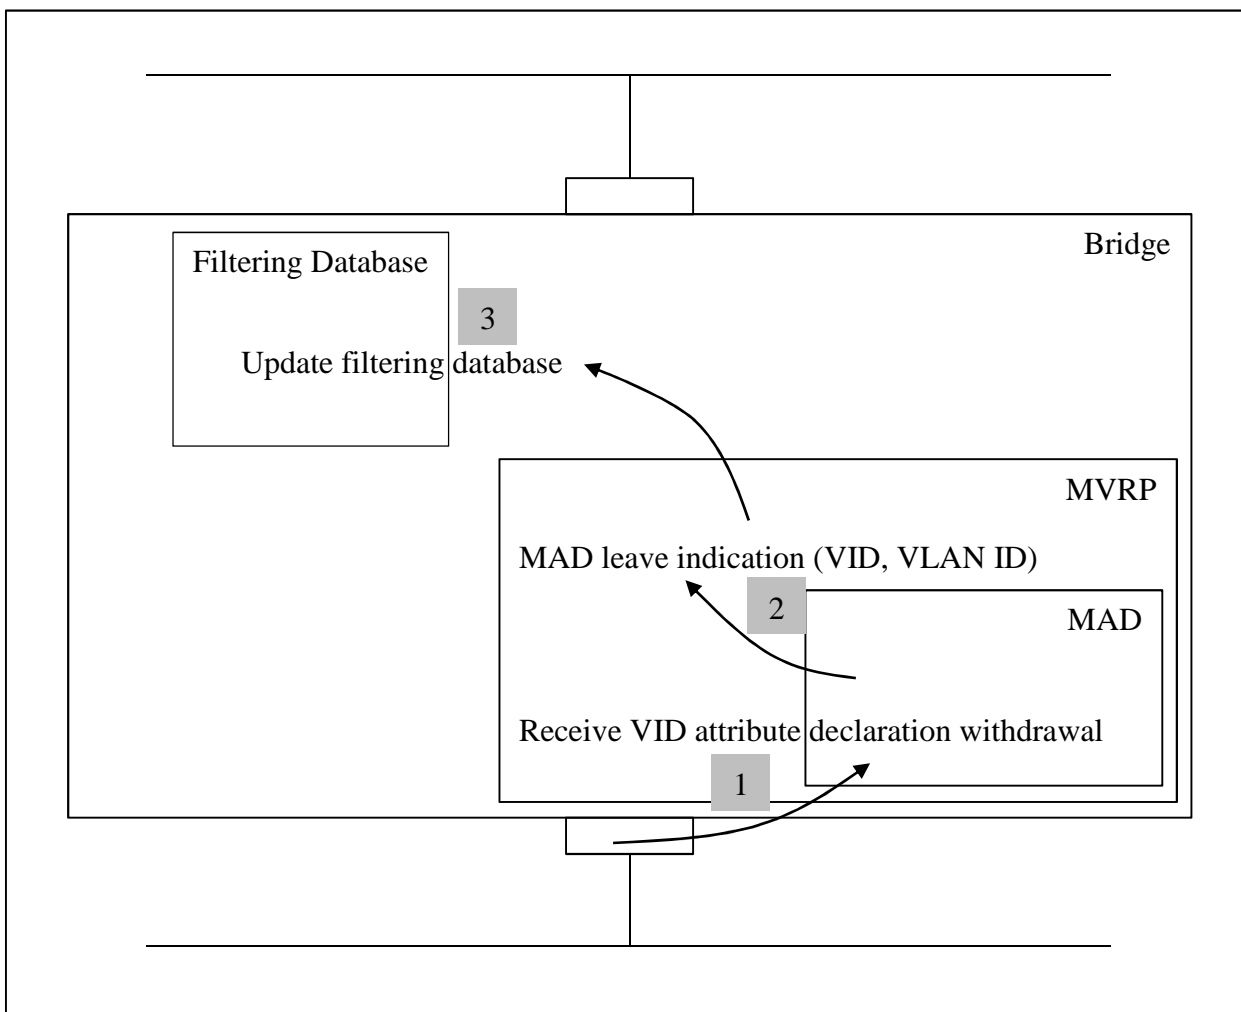 Bridge
Filtering Database
3
Update filtering database
MVRP
MAD leave indication (VID, VLAN ID)
2
MAD
Receive VID attribute declaration withdrawal
1